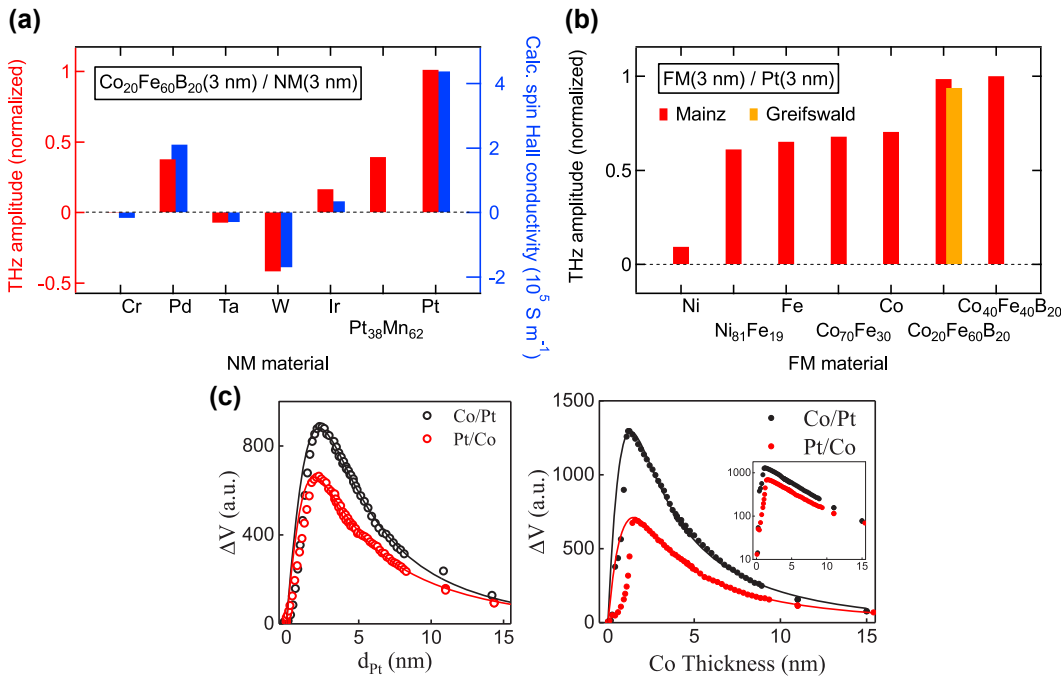 (a)
Co20Fe60B20(3 nm) / NM(3 nm)
THz amplitude (normalized)
1
0.5
0
-0.5
4
2
0
-2
Calc. spin Hall conductivity (10^5 S m^-1)
Cr
Pd
Ta
W
Ir
Pt38Mn62
Pt
NM material
(b)
FM(3 nm) / Pt(3 nm)
Mainz
Greifswald
THz amplitude (normalized)
1
0.5
0
Ni
Ni81Fe19
Fe
Co70Fe30
Co
Co20Fe60B20
Co40Fe40B20
FM material
(c)
Co/Pt
Pt/Co
ΔV (a.u.)
800
400
0
0
5
10
15
dPt (nm)
Co/Pt
Pt/Co
ΔV (a.u.)
1500
1250
1000
750
500
250
0
0
5
10
15
Co Thickness (nm)
1000
100
10
0
5
10
15